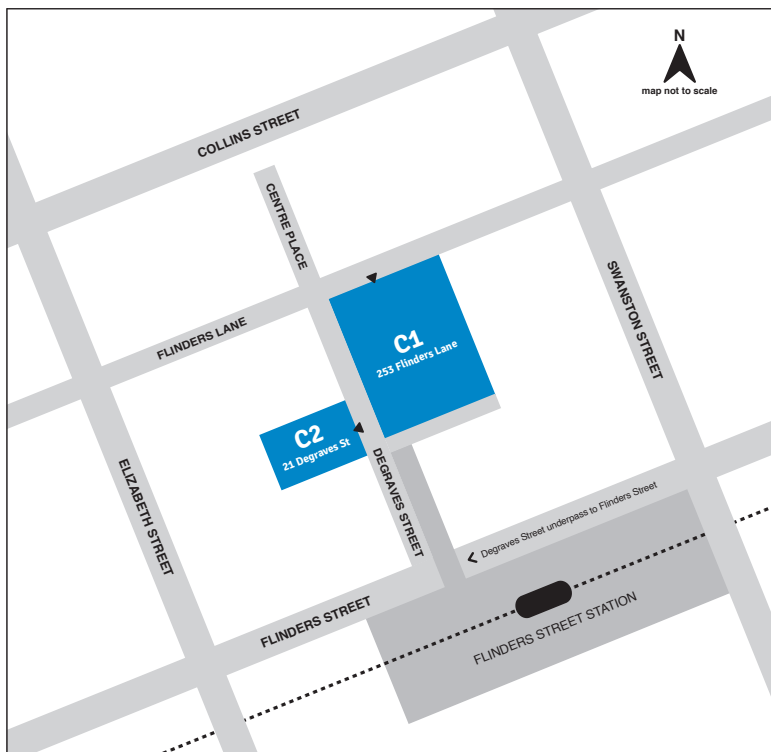 N
map not to scale
COLLINS STREET
CENTRE PLACE
SWANSTON STREET
FLINDERS LANE
C1
253 Flinders Lane
C2
21 Degraves St
DEGRAVES STREET
ELIZABETH STREET
Degraves Street underpass to Flinders Street
FLINDERS STREET
FLINDERS STREET STATION